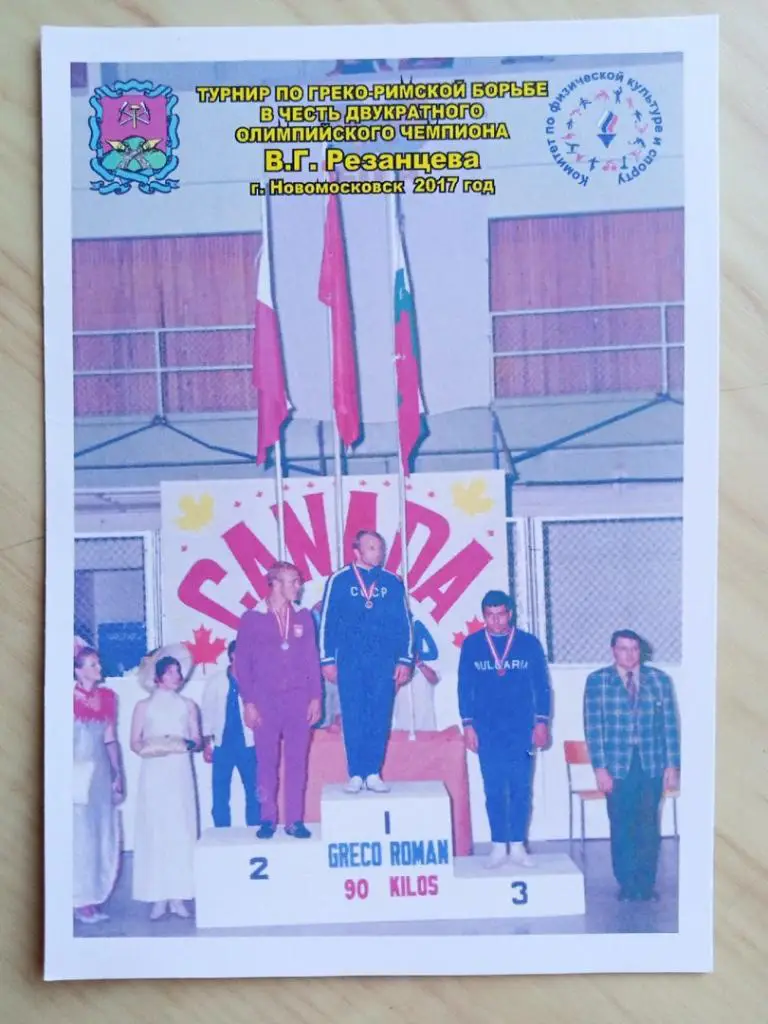 ТУРНИР ПО ГРЕКО-РИМСКОЙ БОРЬБЕ
В ЧЕСТЬ ДВУКРАТНОГО
ОЛИМПИЙСКОГО ЧЕМПИОНА
В.Г. Резанцева
г. Новомосковск 2017 год
Комитет по физической культуре и спорту
CANADA
СССР
BULGARIA
1
GRECO ROMAN
90 KILOS
2
3